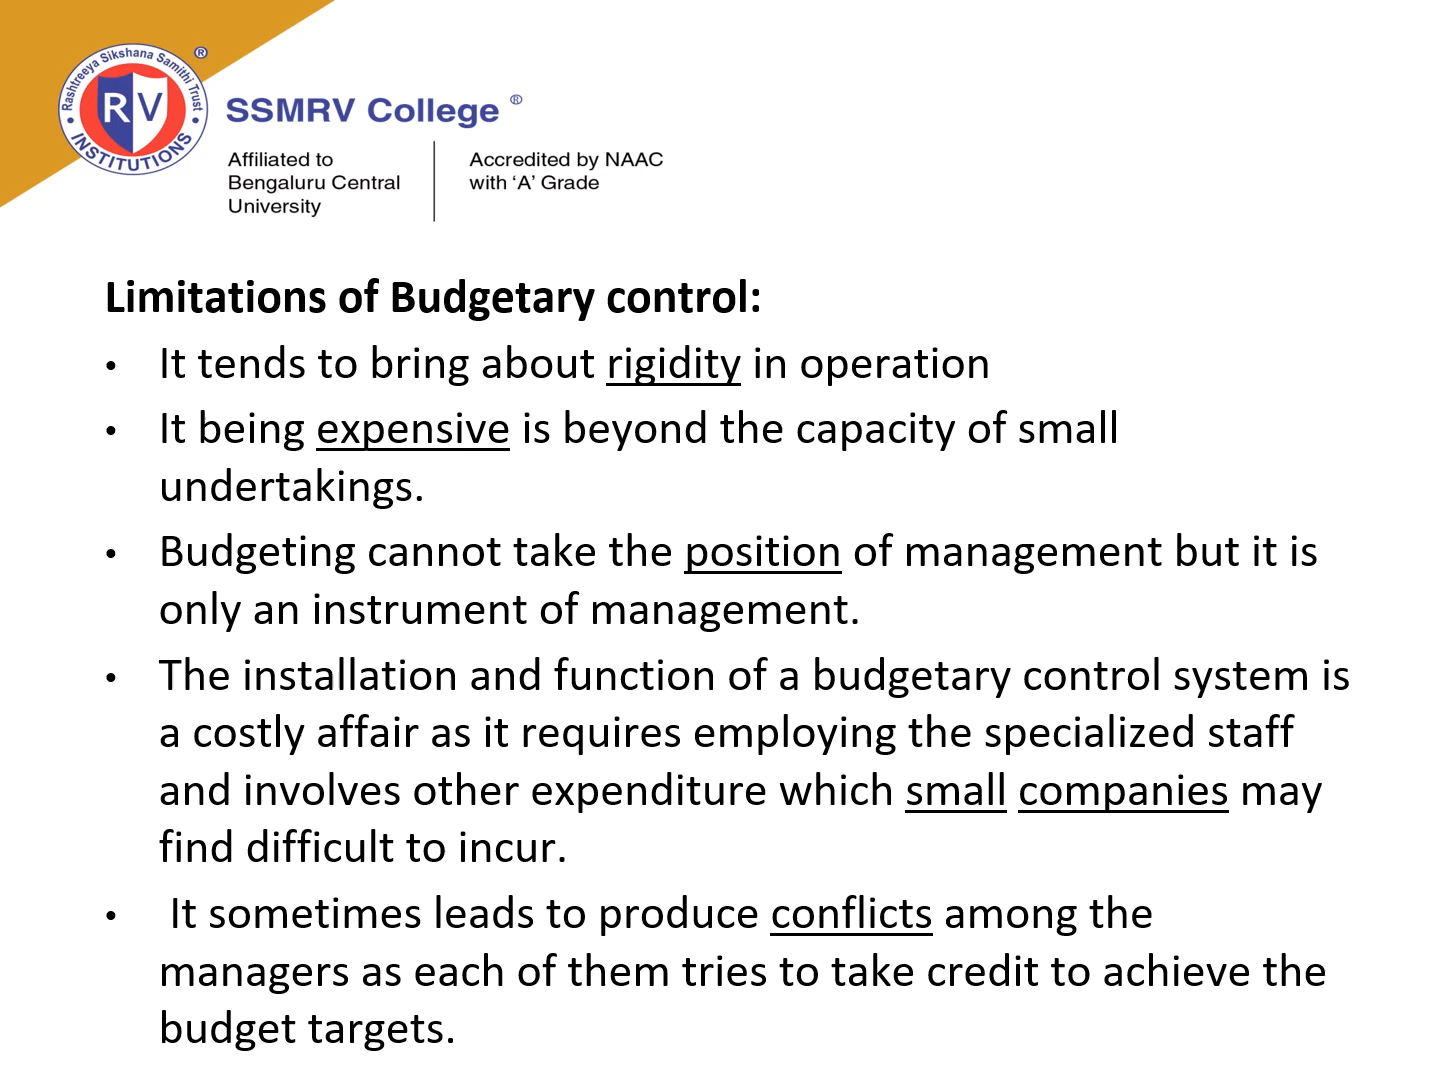 Rashtreeya Sikshana Samithi Trust
®
RV
INSTITUTIONS
SSMRV College ®
Affiliated to
Bengaluru Central
University
Accredited by NAAC
with ‘A’ Grade
Limitations of Budgetary control:
• It tends to bring about rigidity in operation
• It being expensive is beyond the capacity of small
undertakings.
• Budgeting cannot take the position of management but it is
only an instrument of management.
• The installation and function of a budgetary control system is
a costly affair as it requires employing the specialized staff
and involves other expenditure which small companies may
find difficult to incur.
• It sometimes leads to produce conflicts among the
managers as each of them tries to take credit to achieve the
budget targets.